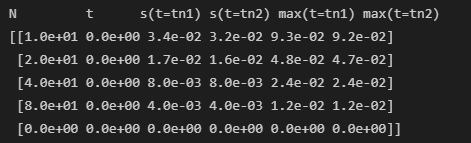 N t s(t=tn1) s(t=tn2) max(t=tn1) max(t=tn2)
[[1.0e+01 0.0e+00 3.4e-02 3.2e-02 9.3e-02 9.2e-02]
[2.0e+01 0.0e+00 1.7e-02 1.6e-02 4.8e-02 4.7e-02]
[4.0e+01 0.0e+00 8.0e-03 8.0e-03 2.4e-02 2.4e-02]
[8.0e+01 0.0e+00 4.0e-03 4.0e-03 1.2e-02 1.2e-02]
[0.0e+00 0.0e+00 0.0e+00 0.0e+00 0.0e+00 0.0e+00]]